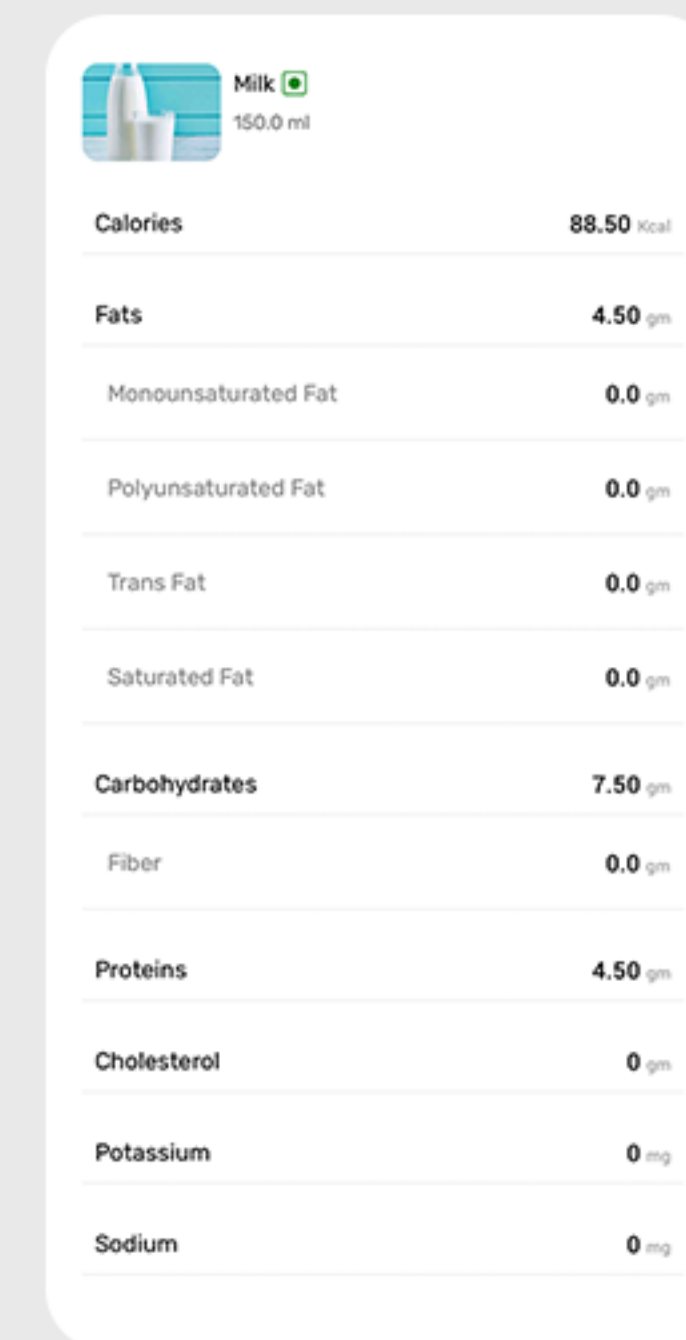 Milk
150.0 ml
Calories 88.50 Kcal
Fats 4.50 gm
Monounsaturated Fat 0.0 gm
Polyunsaturated Fat 0.0 gm
Trans Fat 0.0 gm
Saturated Fat 0.0 gm
Carbohydrates 7.50 gm
Fiber 0.0 gm
Proteins 4.50 gm
Cholesterol 0 gm
Potassium 0 mg
Sodium 0 mg